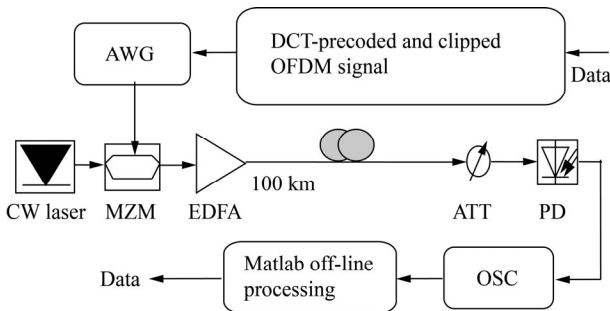 AWG
DCT-precoded and clipped
OFDM signal
Data
CW laser
MZM
EDFA
100 km
ATT
PD
Data
Matlab off-line
processing
OSC